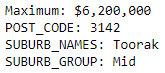 Maximum: $6,200,000
POST_CODE: 3142
SUBURB_NAMES: Toorak
SUBURB_GROUP: Mid